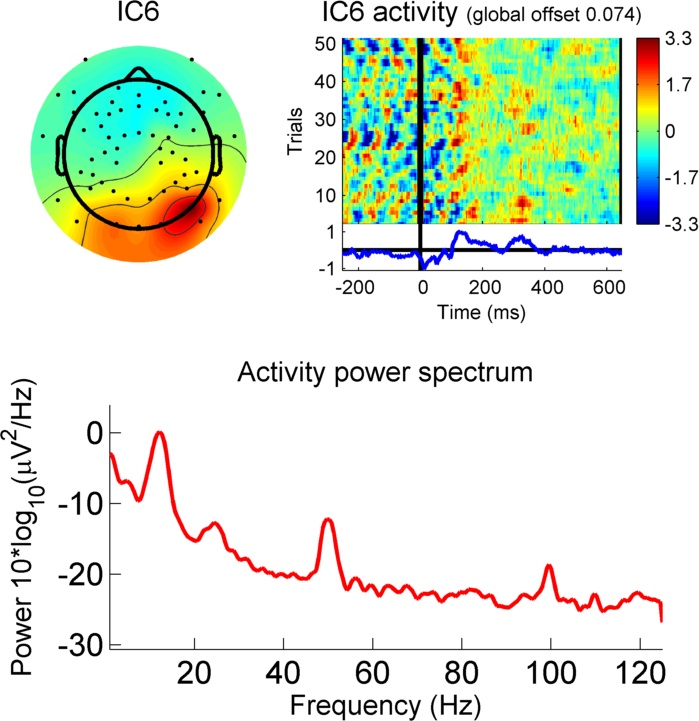 IC6
IC6 activity (global offset 0.074)
Trials
50
40
30
20
10
3.3
1.7
0
-1.7
-3.3
1
-1
-200 0 200 400 600
Time (ms)
Activity power spectrum
Power 10*log10(μV2/Hz)
0
-10
-20
-30
20 40 60 80 100 120
Frequency (Hz)